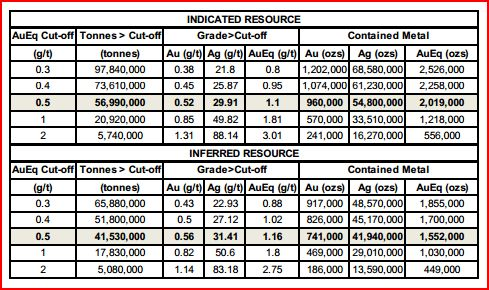 INDICATED RESOURCE
AuEq Cut-off Tonnes > Cut-off Grade>Cut-off Contained Metal
(g/t) (tonnes) Au (g/t) Ag (g/t) AuEq (g/t) Au (ozs) Ag (ozs) AuEq (ozs)
0.3 97,840,000 0.38 21.8 0.8 1,202,000 68,580,000 2,526,000
0.4 73,610,000 0.45 25.87 0.95 1,074,000 61,230,000 2,258,000
0.5 56,990,000 0.52 29.91 1.1 960,000 54,800,000 2,019,000
1 20,920,000 0.85 49.82 1.81 570,000 33,510,000 1,218,000
2 5,740,000 1.31 88.14 3.01 241,000 16,270,000 556,000
INFERRED RESOURCE
AuEq Cut-off Tonnes > Cut-off Grade>Cut-off Contained Metal
(g/t) (tonnes) Au (g/t) Ag (g/t) AuEq (g/t) Au (ozs) Ag (ozs) AuEq (ozs)
0.3 65,880,000 0.43 22.93 0.88 917,000 48,570,000 1,855,000
0.4 51,800,000 0.5 27.12 1.02 826,000 45,170,000 1,700,000
0.5 41,530,000 0.56 31.41 1.16 741,000 41,940,000 1,552,000
1 17,830,000 0.82 50.6 1.8 469,000 29,010,000 1,030,000
2 5,080,000 1.14 83.18 2.75 186,000 13,590,000 449,000